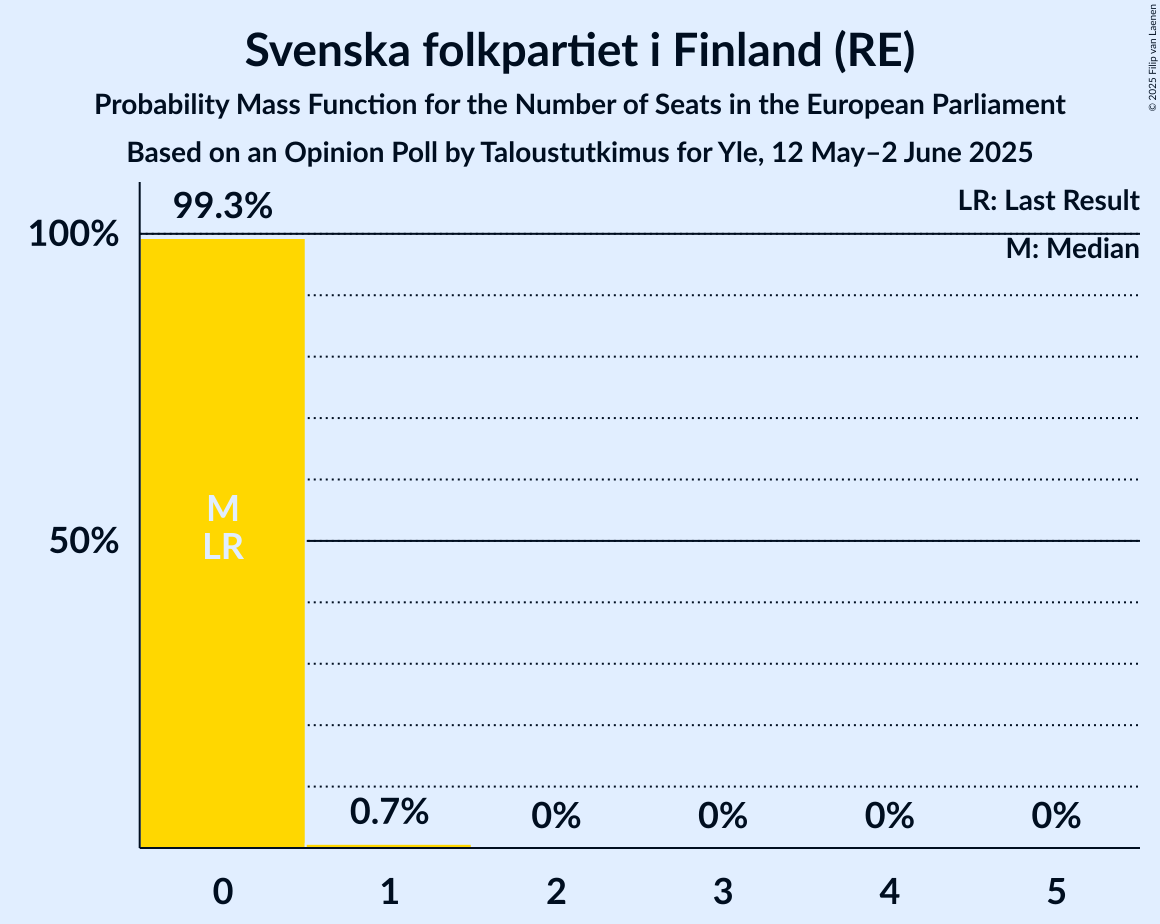 Svenska folkpartiet i Finland (RE)
Probability Mass Function for the Number of Seats in the European Parliament
Based on an Opinion Poll by Taloustutkimus for Yle, 12 May–2 June 2025
© 2025 Filip van Laenen
LR: Last Result
M: Median
99.3%
100%
M
LR
50%
0.7%
0%
0%
0%
0%
0
1
2
3
4
5